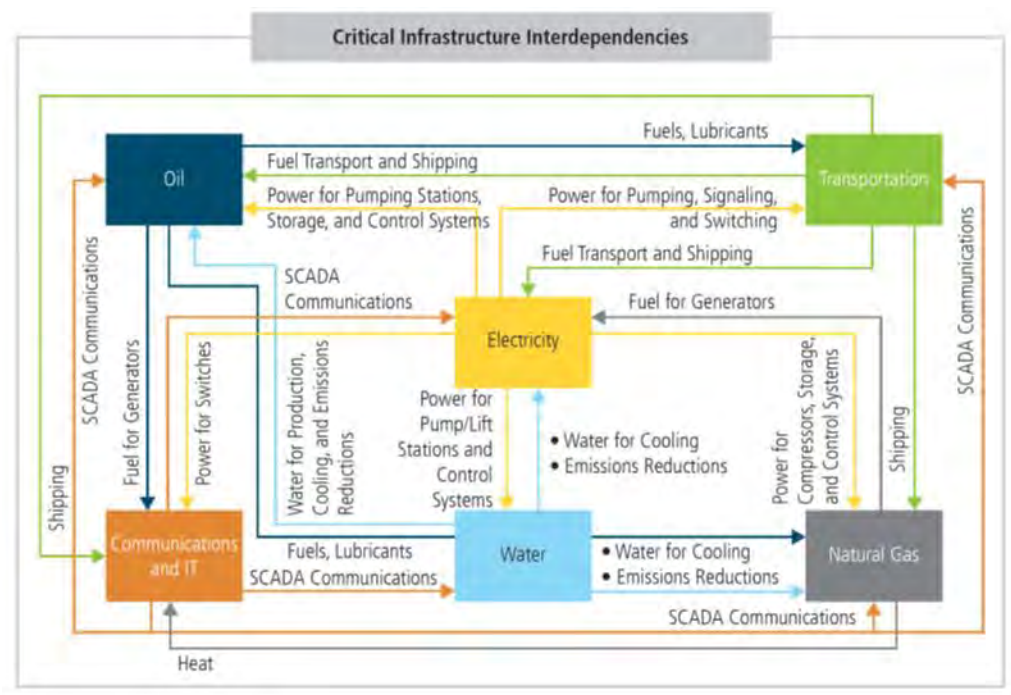 Critical Infrastructure Interdependencies
Fuels, Lubricants
Fuel Transport and Shipping
Oil
Transportation
Power for Pumping Stations,
Storage, and Control Systems
Power for Pumping, Signaling,
and Switching
Fuel Transport and Shipping
SCADA
Communications
Fuel for Generators
Electricity
SCADA Communications
Fuel for Generators
Power for Switches
Water for Production,
Cooling, and Emissions
Reductions
Power for
Pump/Lift
Stations and
Control
Systems
• Water for Cooling
• Emissions Reductions
Power for
Compressors, Storage,
and Control Systems
Shipping
SCADA Communications
Shipping
Communications
and IT
Fuels, Lubricants
SCADA Communications
Water
• Water for Cooling
• Emissions Reductions
Natural Gas
SCADA Communications
Heat